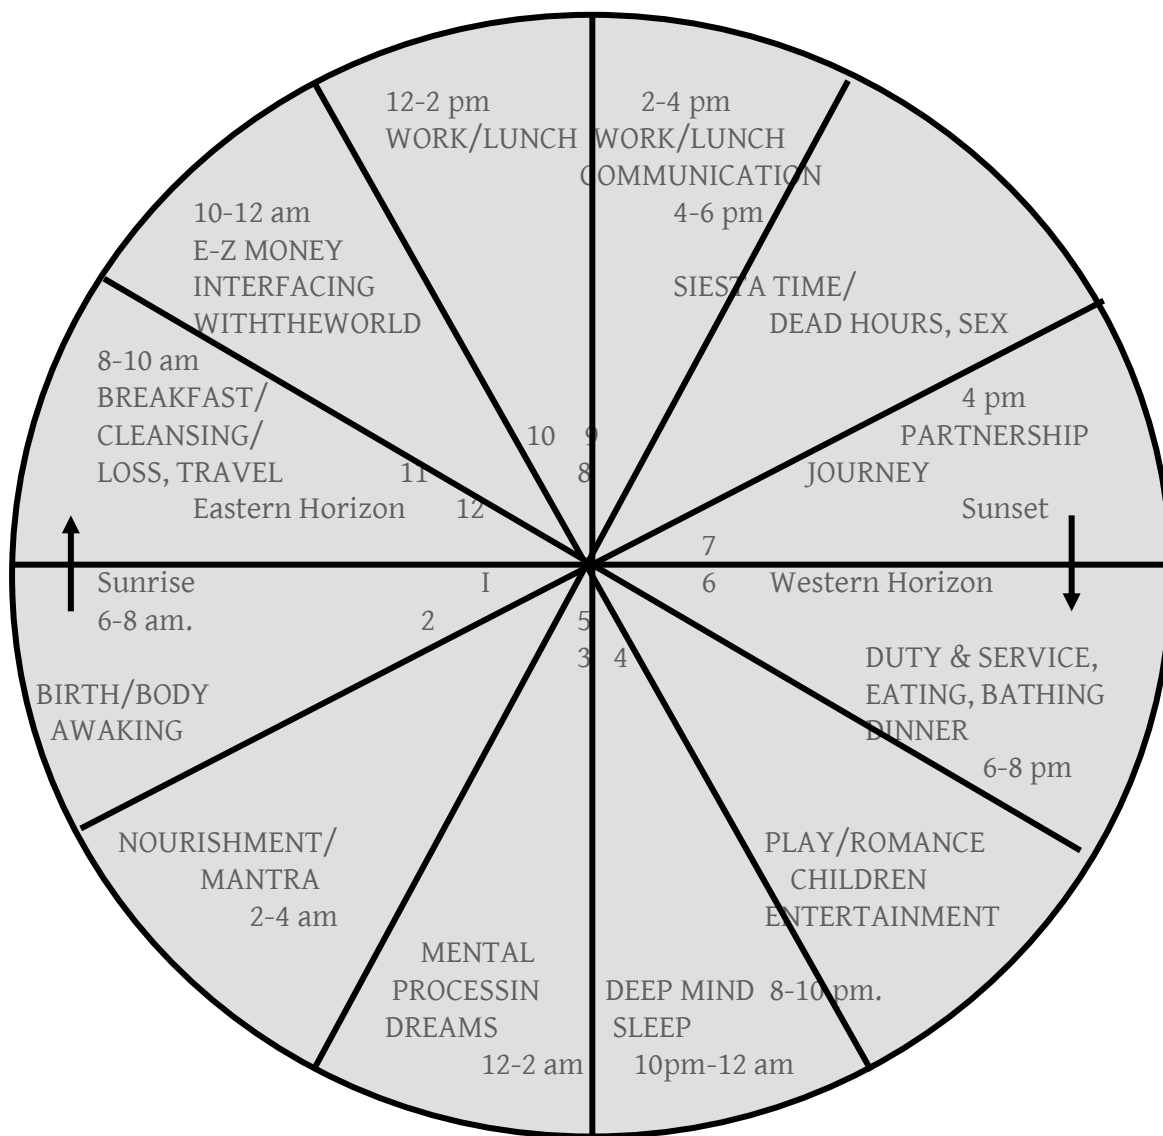 12-2 pm
WORK/LUNCH
2-4 pm
WORK/LUNCH
COMMUNICATION
4-6 pm
10-12 am
E-Z MONEY
INTERFACING
WITHTHEWORLD
SIESTA TIME/
DEAD HOURS, SEX
8-10 am
BREAKFAST/
CLEANSING/
LOSS, TRAVEL
4 pm
PARTNERSHIP
JOURNEY
10
9
8
11
12
Eastern Horizon
Sunset
7
Sunrise
6-8 am.
I
2
6
Western Horizon
5
3
4
BIRTH/BODY
AWAKING
DUTY & SERVICE,
EATING, BATHING
DINNER
6-8 pm
NOURISHMENT/
MANTRA
2-4 am
PLAY/ROMANCE
CHILDREN
ENTERTAINMENT
8-10 pm.
MENTAL
PROCESSIN
DREAMS
12-2 am
DEEP MIND
SLEEP
10pm-12 am